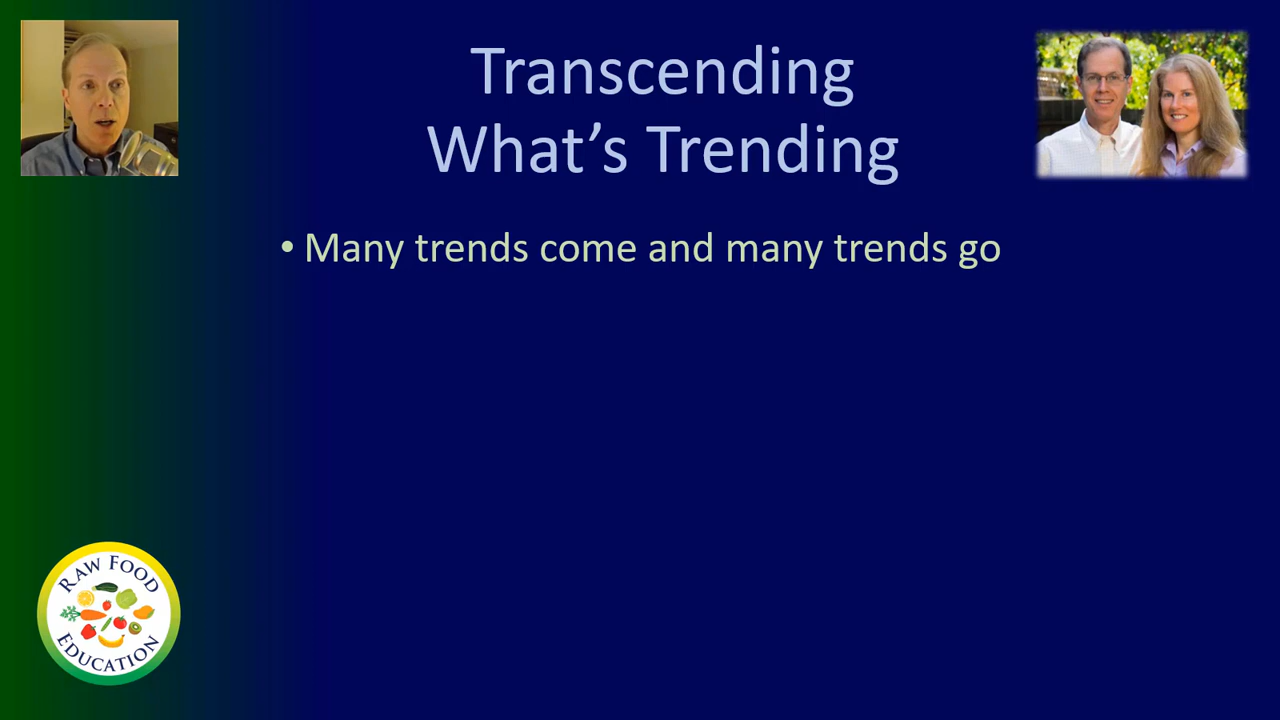 Transcending
What’s Trending
• Many trends come and many trends go
RAW FOOD
EDUCATION